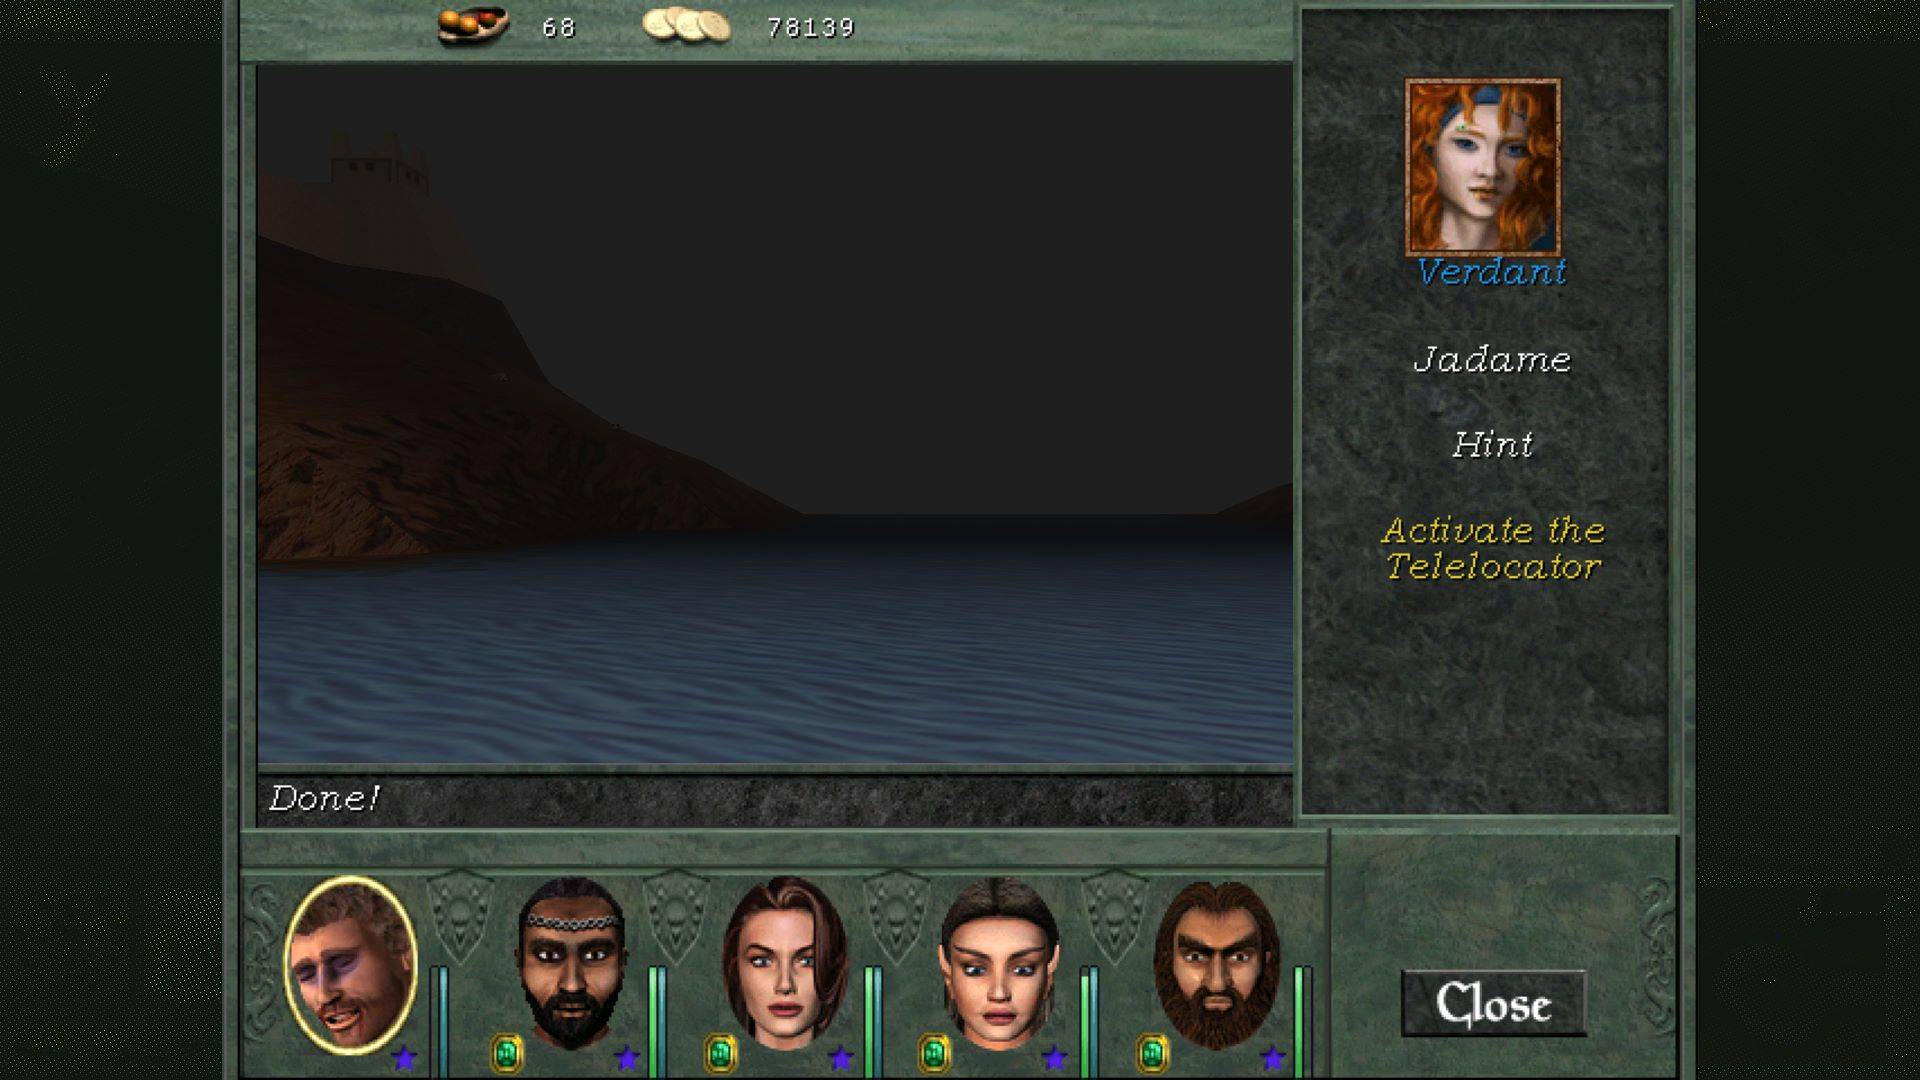 68 78139
Verdant
Jadame
Hint
Activate the
Telelocator
Done!
Close